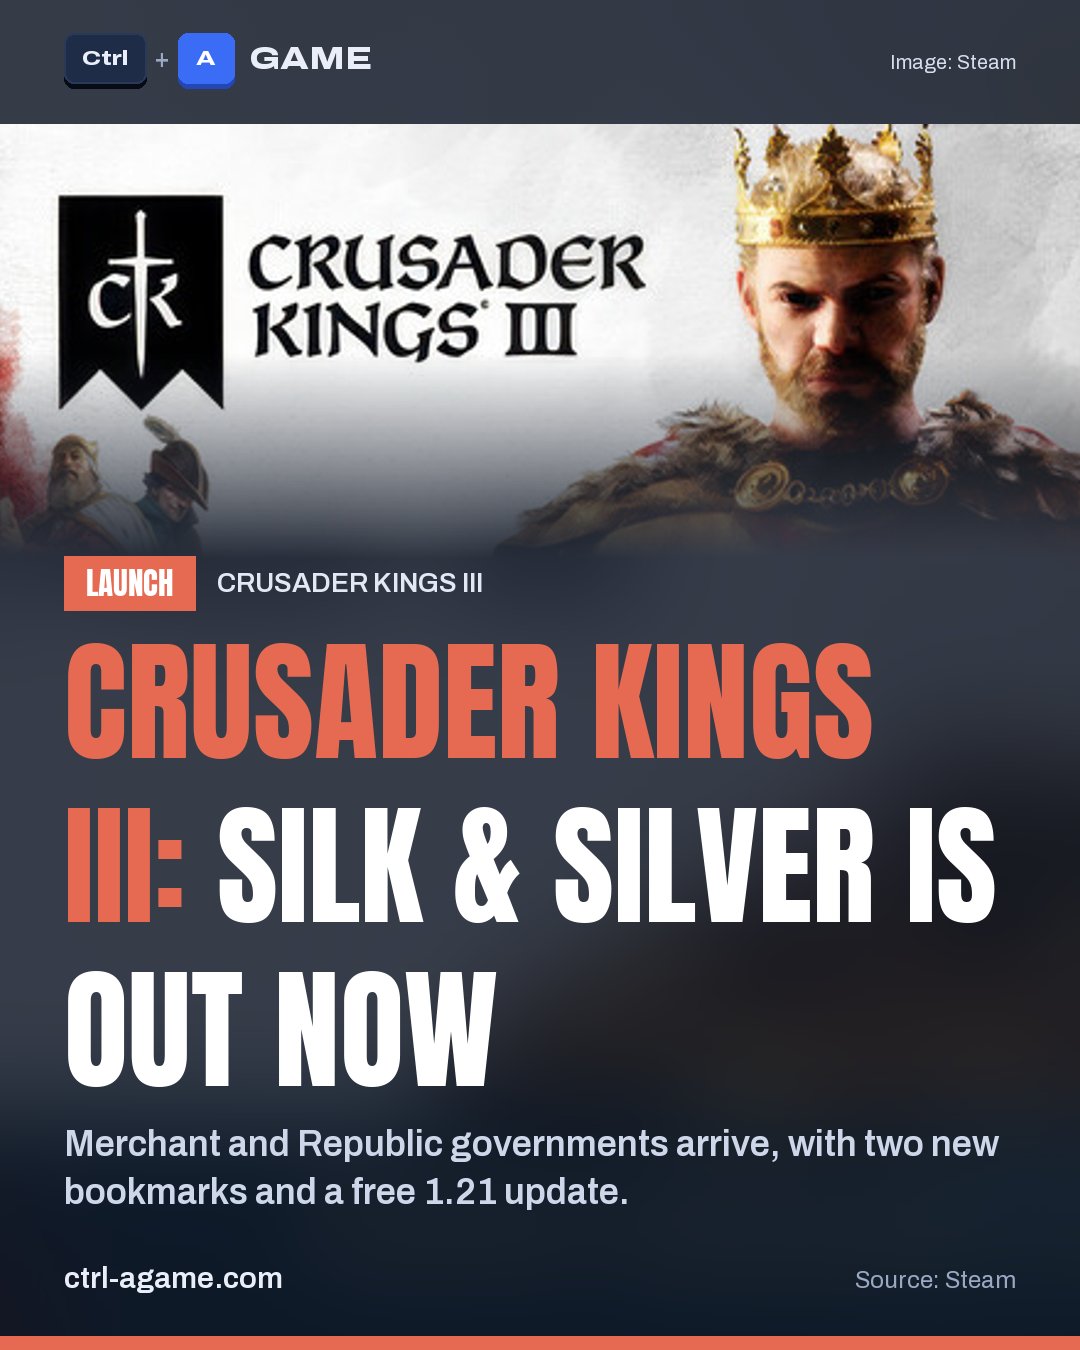 Ctrl + A GAME
Image: Steam
CK
CRUSADER
KINGS III
LAUNCH CRUSADER KINGS III
CRUSADER KINGS
III: SILK & SILVER IS
OUT NOW
Merchant and Republic governments arrive, with two new
bookmarks and a free 1.21 update.
ctrl-agame.com
Source: Steam